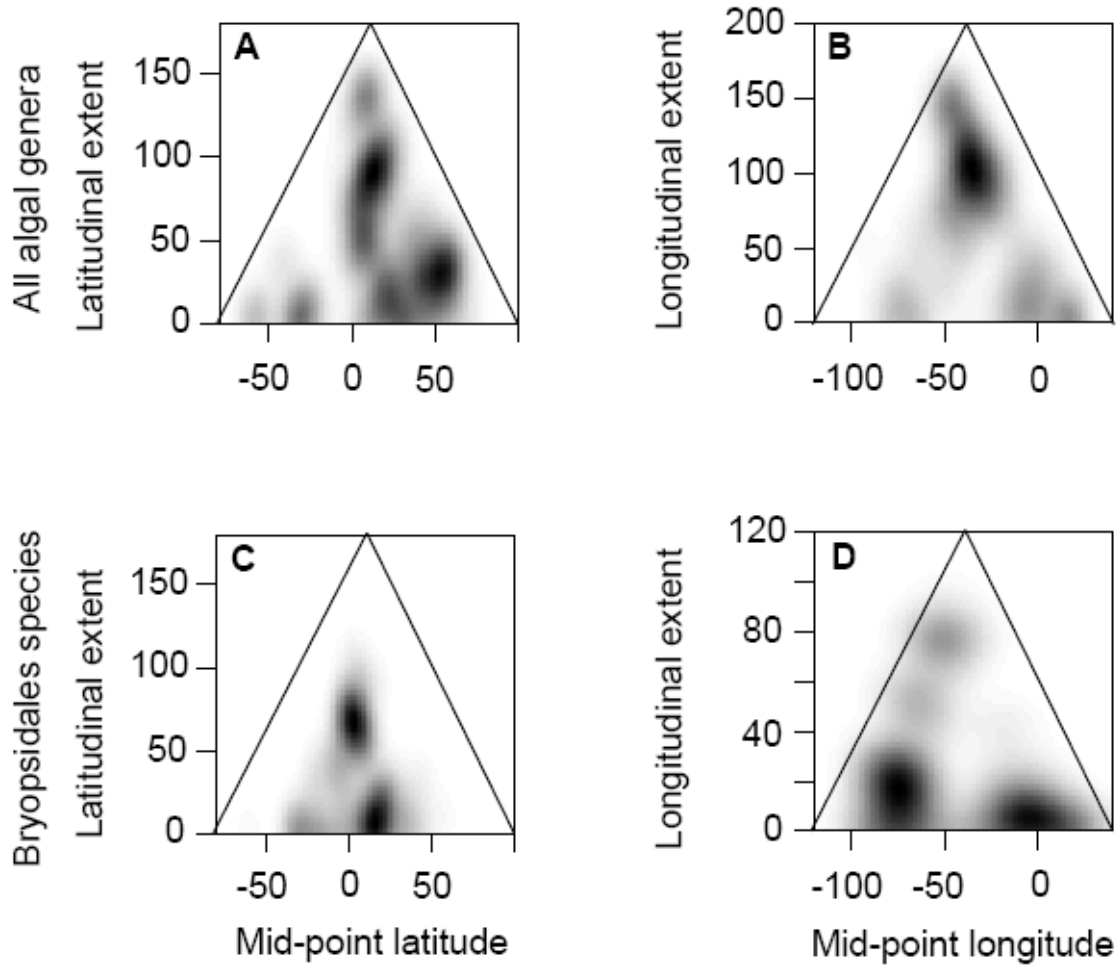 All algal genera
Latitudinal extent
A
150
100
50
0
-50 0 50
Longitudinal extent
B
200
150
100
50
0
-100 -50 0
Bryopsidales species
Latitudinal extent
C
150
100
50
0
-50 0 50
Mid-point latitude
Longitudinal extent
D
120
80
40
0
-100 -50 0
Mid-point longitude